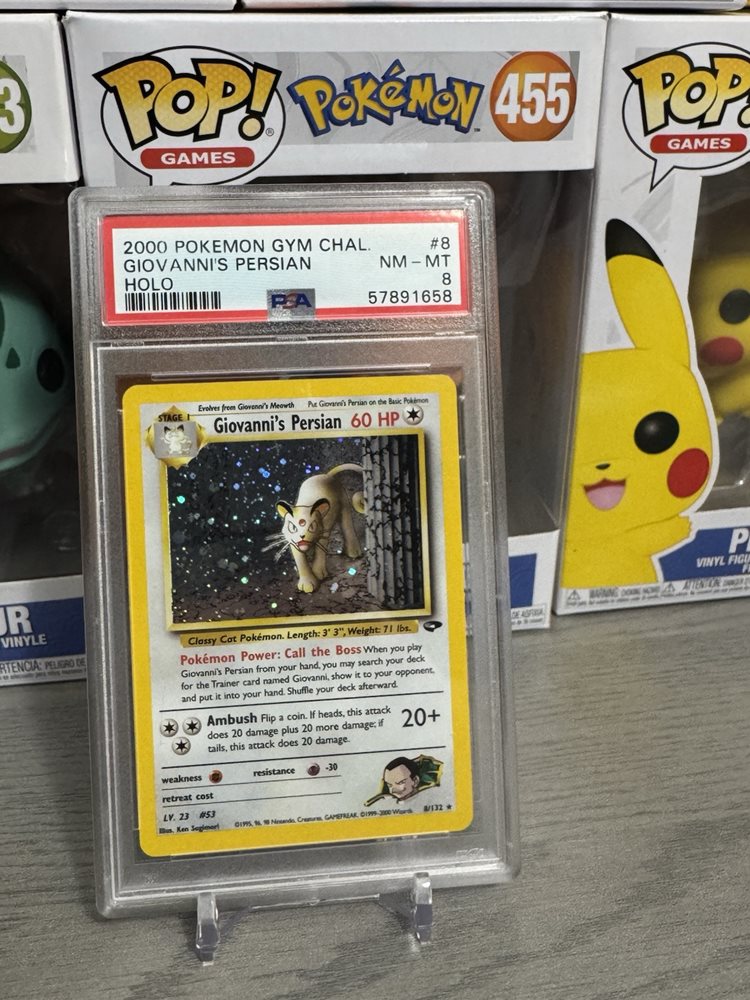 3
POP!
GAMES
POKéMON
455
POP!
GAMES
2000 POKEMON GYM CHAL. #8
GIOVANNI'S PERSIAN NM - MT
HOLO 8
PSA 57891658
Evolves from Giovanni's Meowth Put Giovanni's Persian on the Basic Pokémon
STAGE 1
Giovanni's Persian 60 HP
Classy Cat Pokémon. Length: 3' 3", Weight: 71 lbs.
Pokémon Power: Call the Boss When you play
Giovanni's Persian from your hand, you may search your deck
for the Trainer card named Giovanni, show it to your opponent,
and put it into your hand. Shuffle your deck afterward.
Ambush Flip a coin. If heads, this attack
does 20 damage plus 20 more damage; if
tails, this attack does 20 damage.
20+
weakness resistance -30
retreat cost
LV. 23 #53 8/132 ★
Illus. Ken Sugimori ©1995, 96, 98 Nintendo, Creatures, GAMEFREAK. ©1999-2000 Wizards.
UR
VINYLE
P
VINYL FIGU
WARNING
ATTENTION